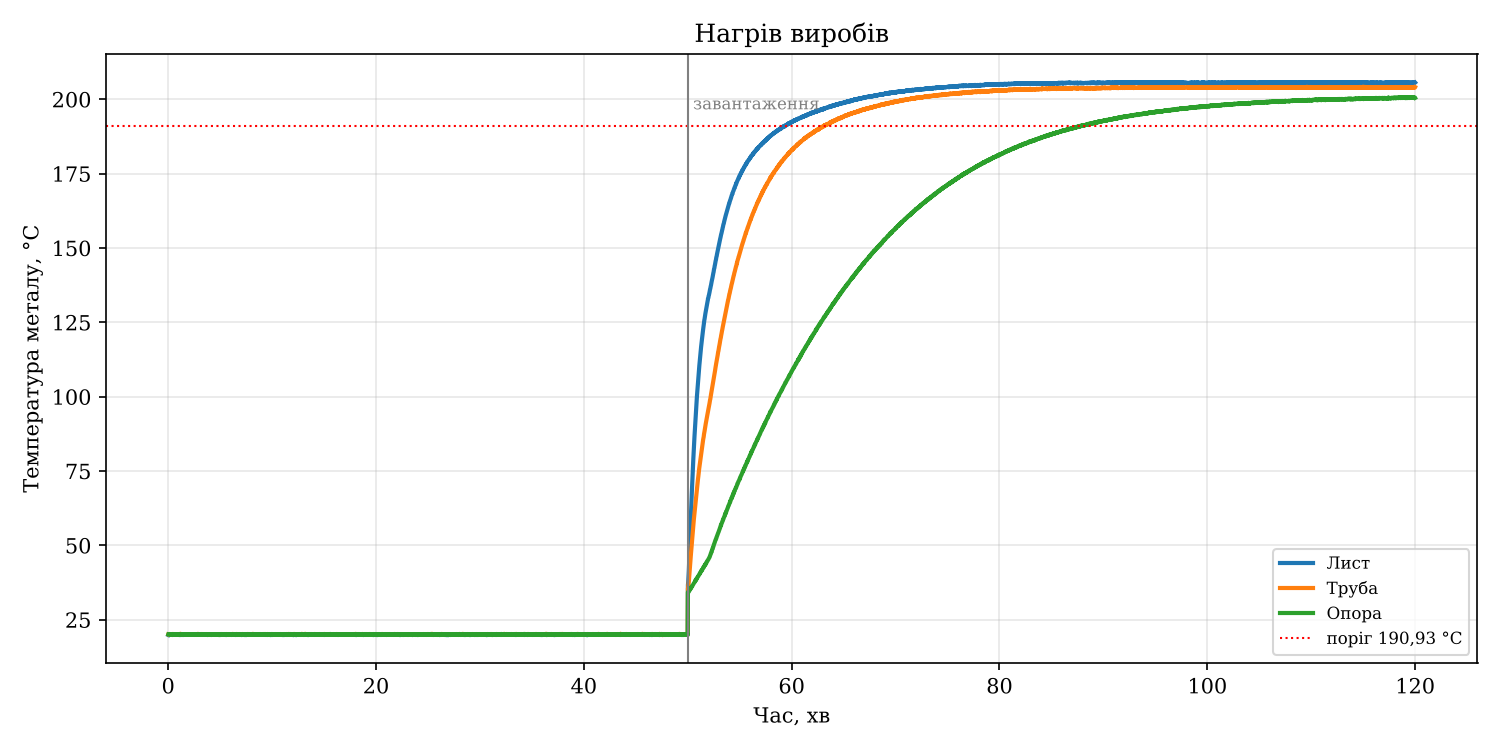 Нагрів виробів
Температура металу, °C
200
175
150
125
100
75
50
25
завантаження
Лист
Труба
Опора
поріг 190,93 °C
0 20 40 60 80 100 120
Час, хв